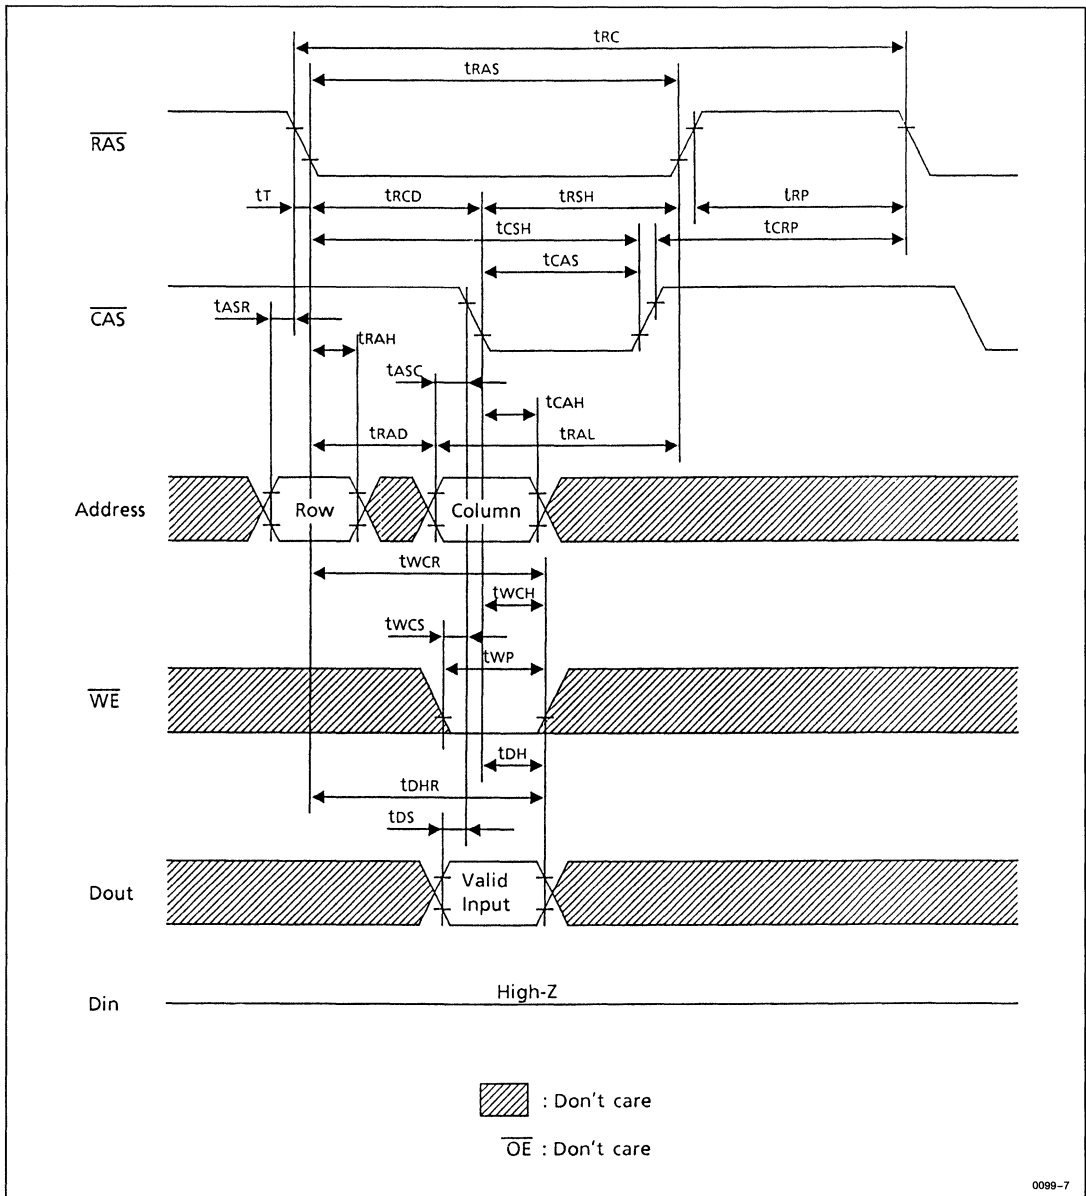 tRC
tRAS
RAS
tT
tRCD
tRSH
tRP
tCSH
tCRP
tCAS
CAS
tASR
tRAH
tASC
tCAH
tRAD
tRAL
Address
Row
Column
tWCR
tWCH
tWCS
tWP
WE
tDH
tDHR
tDS
Dout
Valid
Input
Din
High-Z
: Don't care
OE : Don't care
0099-7